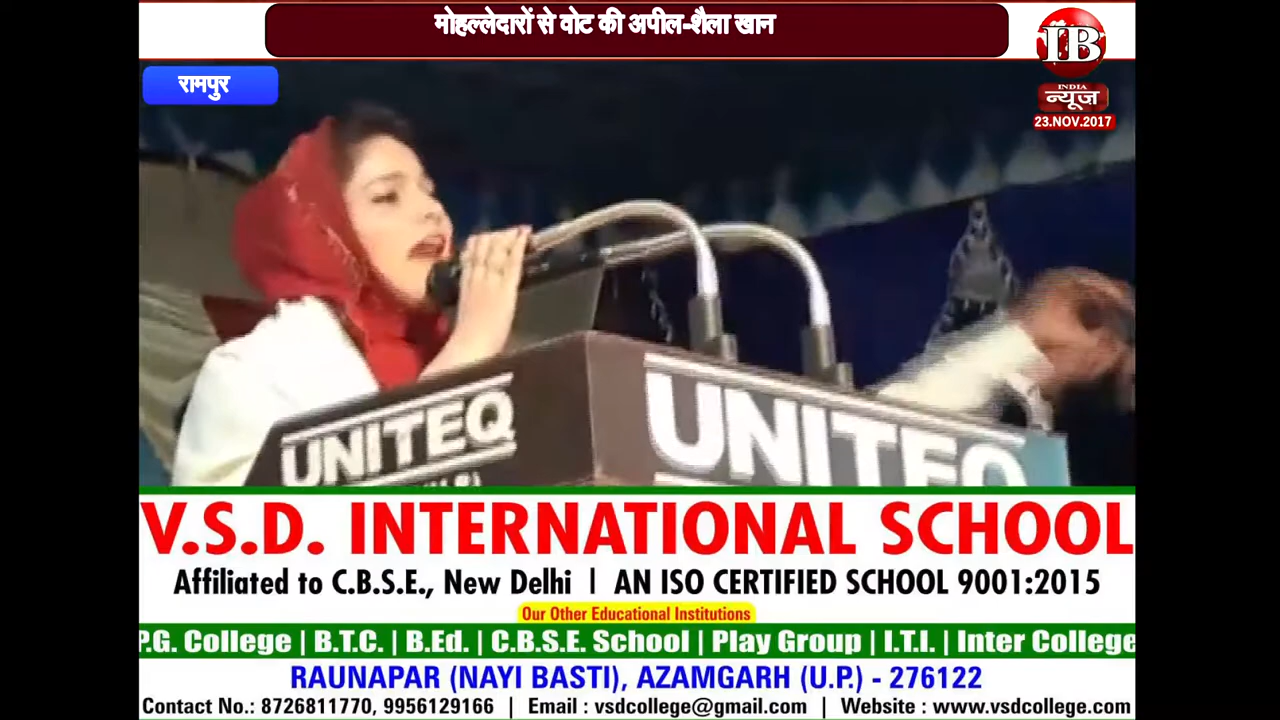 मोहल्लेदारों से वोट की अपील-शैला खान
IB
INDIA
न्यूज़
23.NOV.2017
रामपुर
UNITEQ
UNITEQ
V.S.D. INTERNATIONAL SCHOOL
Affiliated to C.B.S.E., New Delhi | AN ISO CERTIFIED SCHOOL 9001:2015
Our Other Educational Institutions
P.G. College | B.T.C. | B.Ed. | C.B.S.E. School | Play Group | I.T.I. | Inter College
RAUNAPAR (NAYI BASTI), AZAMGARH (U.P.) - 276122
Contact No.: 8726811770, 9956129166 | Email : vsdcollege@gmail.com | Website : www.vsdcollege.com